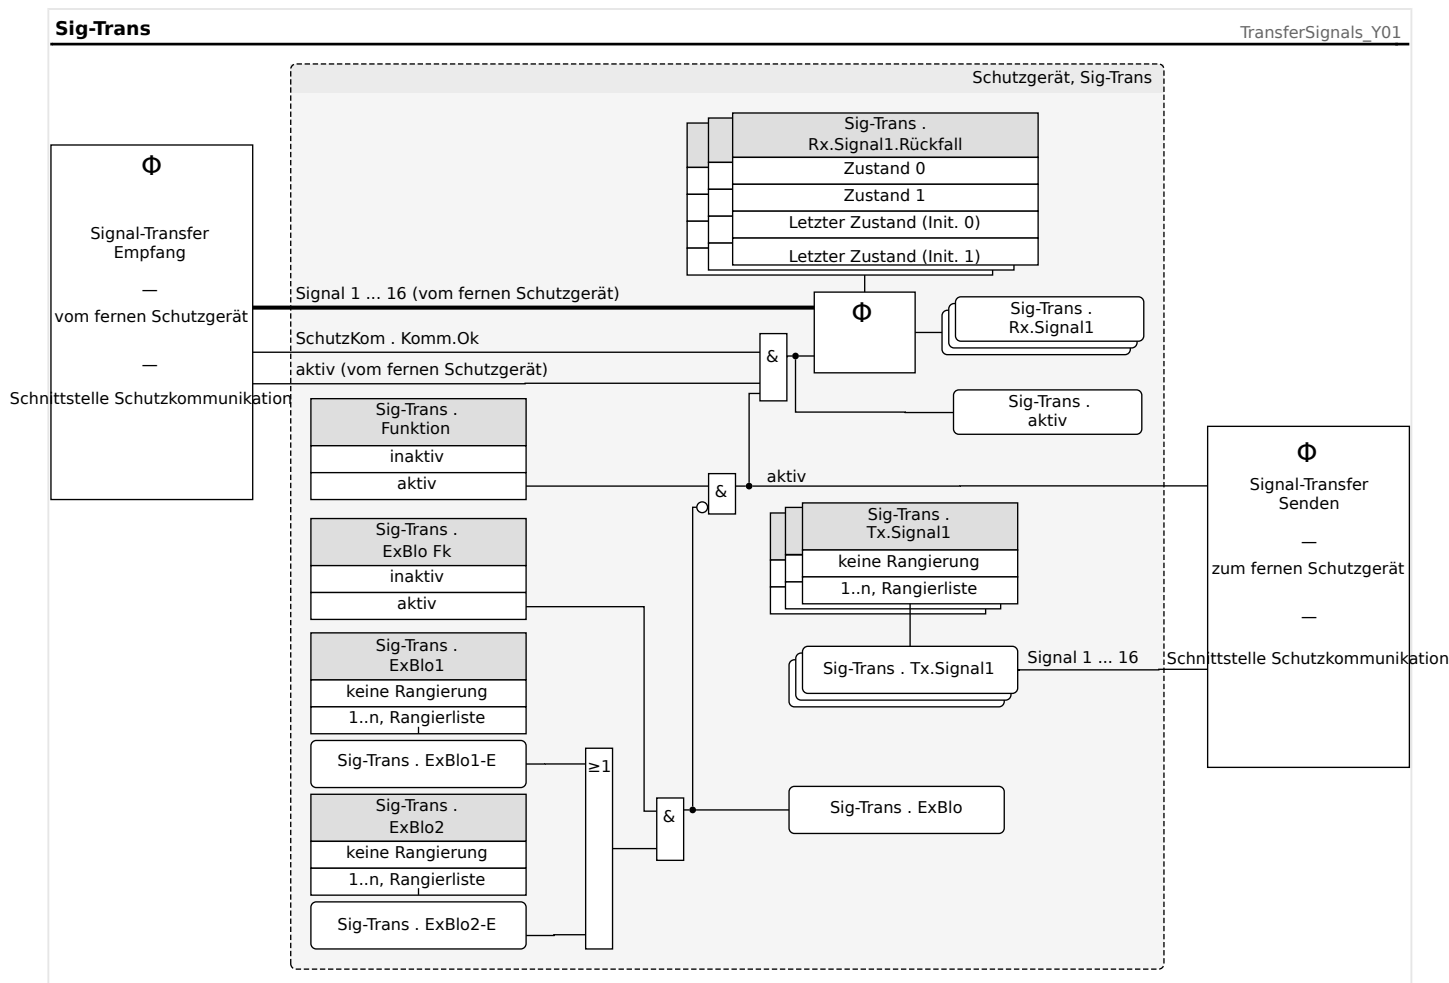 Sig-Trans
TransferSignals_Y01
Schutzgerät, Sig-Trans
Φ
Signal-Transfer
Empfang
—
vom fernen Schutzgerät
—
Schnittstelle Schutzkommunikation
Sig-Trans .
Rx.Signal1.Rückfall
Zustand 0
Zustand 1
Letzter Zustand (Init. 0)
Letzter Zustand (Init. 1)
Signal 1 ... 16 (vom fernen Schutzgerät)
SchutzKom . Komm.Ok
aktiv (vom fernen Schutzgerät)
&
Φ
Sig-Trans .
Rx.Signal1
Sig-Trans .
aktiv
Sig-Trans .
Funktion
inaktiv
aktiv
&
aktiv
Sig-Trans .
ExBlo Fk
inaktiv
aktiv
Sig-Trans .
Tx.Signal1
keine Rangierung
1..n, Rangierliste
Sig-Trans . Tx.Signal1
Signal 1 ... 16
Φ
Signal-Transfer
Senden
—
zum fernen Schutzgerät
—
Schnittstelle Schutzkommunikation
Sig-Trans .
ExBlo1
keine Rangierung
1..n, Rangierliste
Sig-Trans . ExBlo1-E
≥1
Sig-Trans .
ExBlo2
keine Rangierung
1..n, Rangierliste
Sig-Trans . ExBlo2-E
&
Sig-Trans . ExBlo